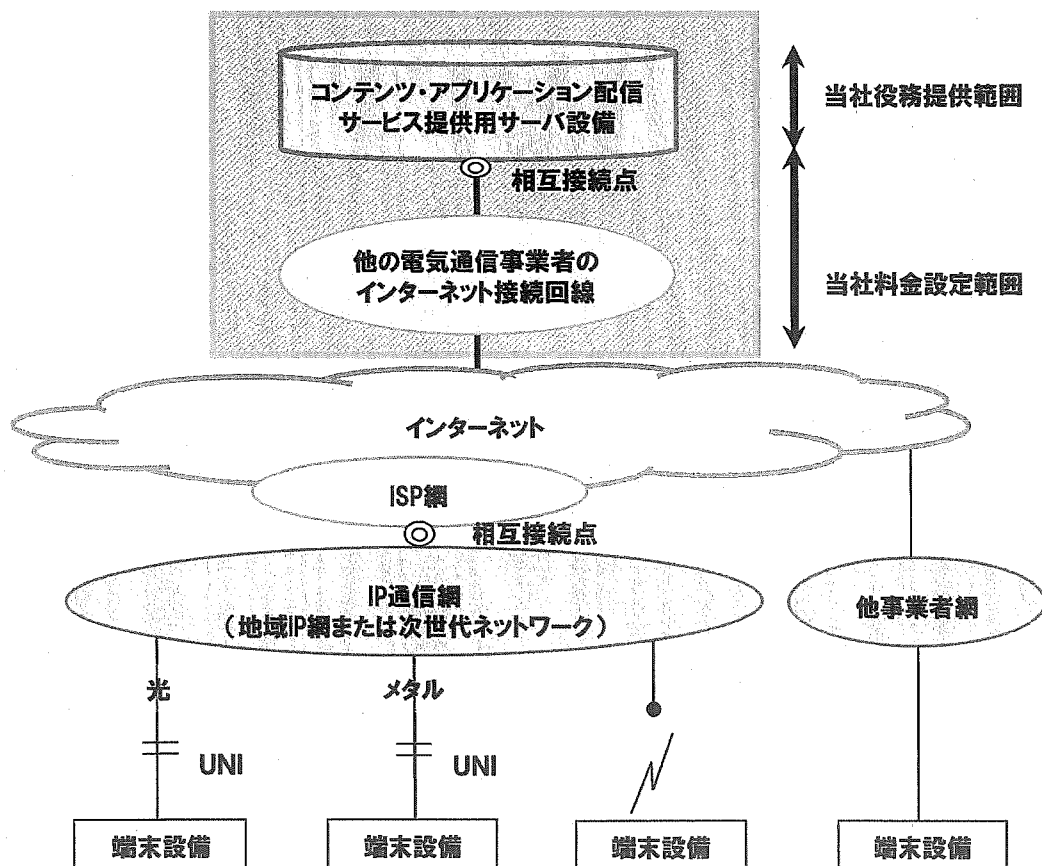 コンテンツ・アプリケーション配信
サービス提供用サーバ設備
当社役務提供範囲
相互接続点
他の電気通信事業者の
インターネット接続回線
当社料金設定範囲
インターネット
ISP網
相互接続点
IP通信網
（地域IP網または次世代ネットワーク）
他事業者網
光
メタル
UNI
UNI
端末設備
端末設備
端末設備
端末設備